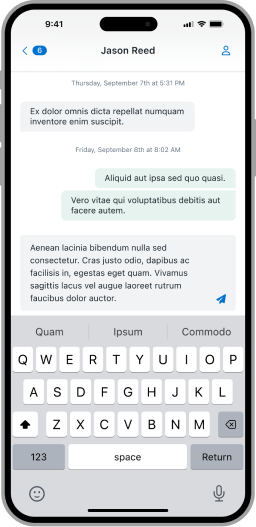 9:41
6
Jason Reed
Thursday, September 7th at 5:31 PM
Ex dolor omnis dicta repellat numquam
inventore enim suscipit.
Friday, September 8th at 8:02 AM
Aliquid aut ipsa sed quo quasi.
Vero vitae qui voluptatibus debitis aut
facere autem.
Aenean lacinia bibendum nulla sed
consectetur. Cras justo odio, dapibus ac
facilisis in, egestas eget quam. Vivamus
sagittis lacus vel augue laoreet rutrum
faucibus dolor auctor.
Quam Ipsum Commodo
Q W E R T Y U I O P
A S D F G H J K L
Z X C V B N M
123 space Return